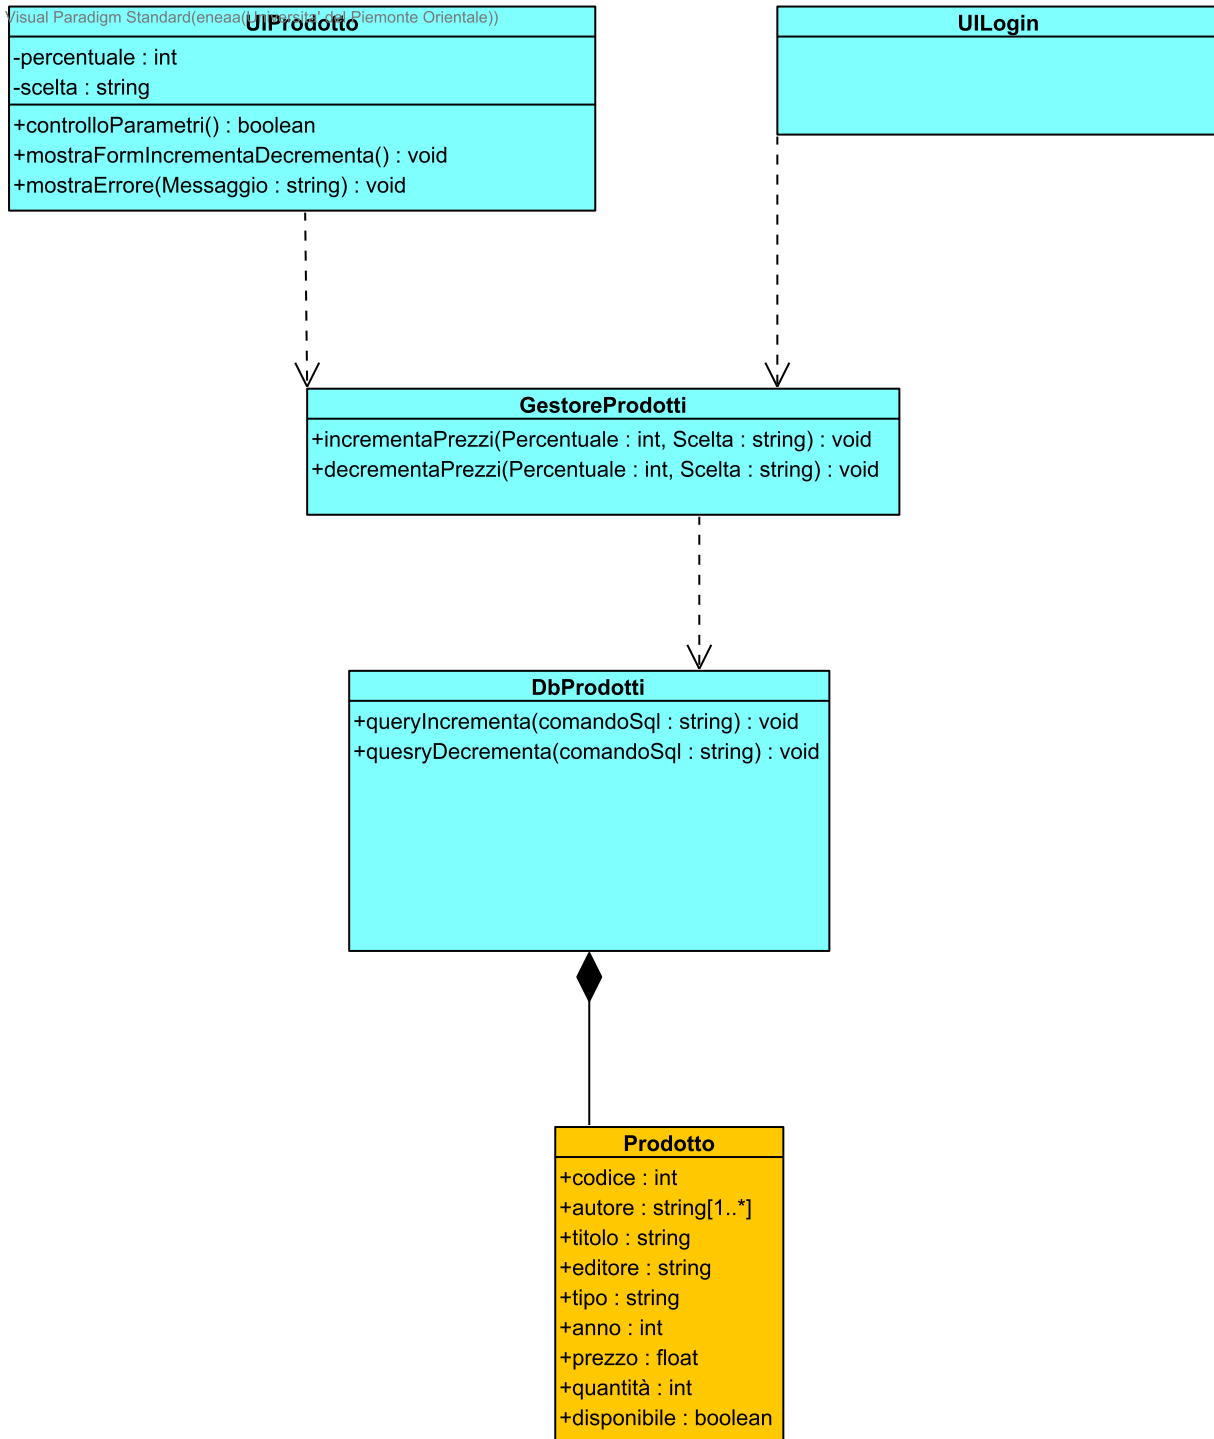 Visual Paradigm Standard(eneaa(Universita' del Piemonte Orientale))
UIProdotto
-percentuale : int
-scelta : string
+controlloParametri() : boolean
+mostraFormIncrementaDecrementa() : void
+mostraErrore(Messaggio : string) : void
UILogin
GestoreProdotti
+incrementaPrezzi(Percentuale : int, Scelta : string) : void
+decrementaPrezzi(Percentuale : int, Scelta : string) : void
DbProdotti
+queryIncrementa(comandoSql : string) : void
+quesryDecrementa(comandoSql : string) : void
Prodotto
+codice : int
+autore : string[1..*]
+titolo : string
+editore : string
+tipo : string
+anno : int
+prezzo : float
+quantità : int
+disponibile : boolean